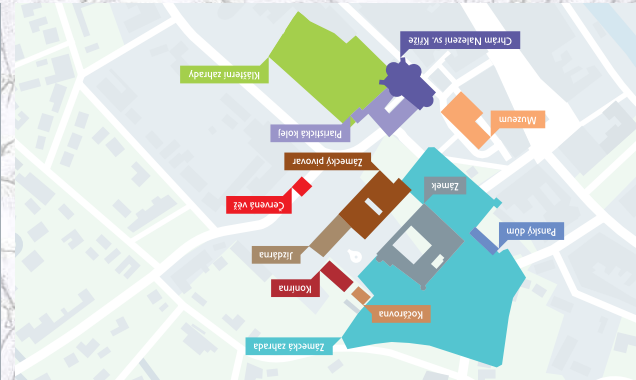 Zámecká zahrada
Kočárovna
Konírna
Jízdárna
Panský dům
Červená věž
Zámek
Zámecký pivovar
Piaristická kolej
Muzeum
Klášterní zahrady
Chrám Nalezení sv. Kříže